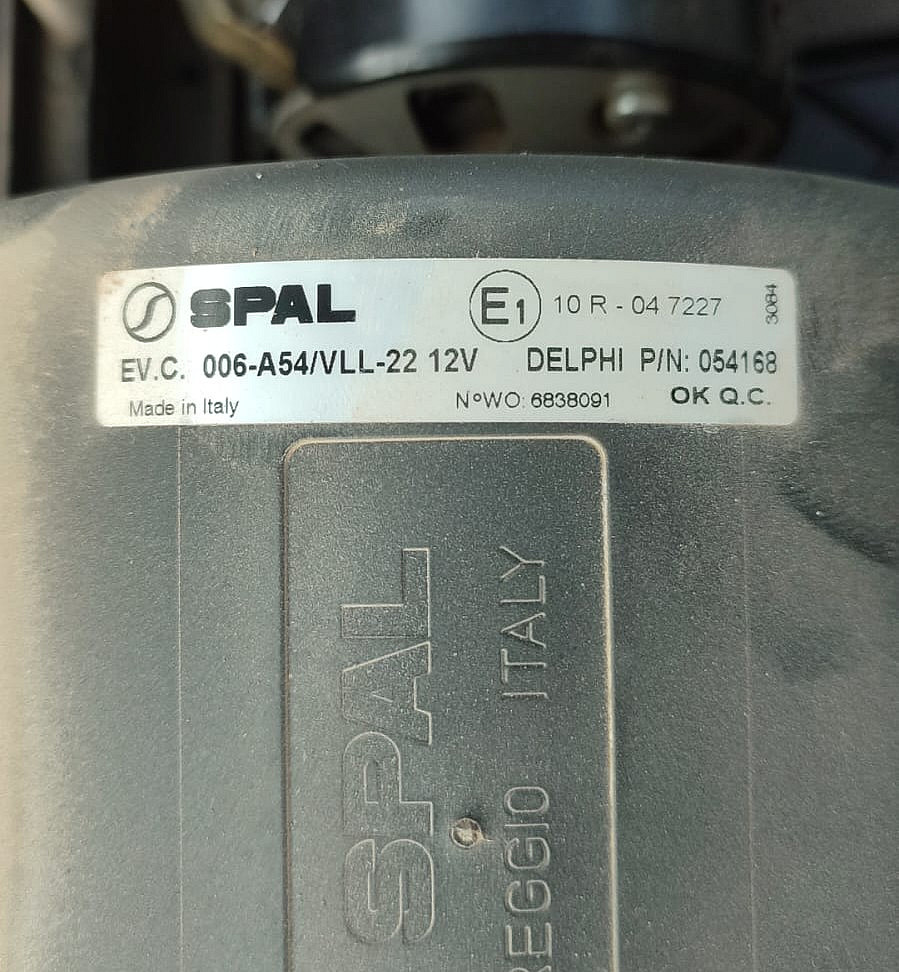 SPAL E1 10 R - 04 7227 3084
EV.C. 006-A54/VLL-22 12V DELPHI P/N: 054168
Made in Italy N°WO: 6838091 OK Q.C.
SPAL
REGGIO ITALY